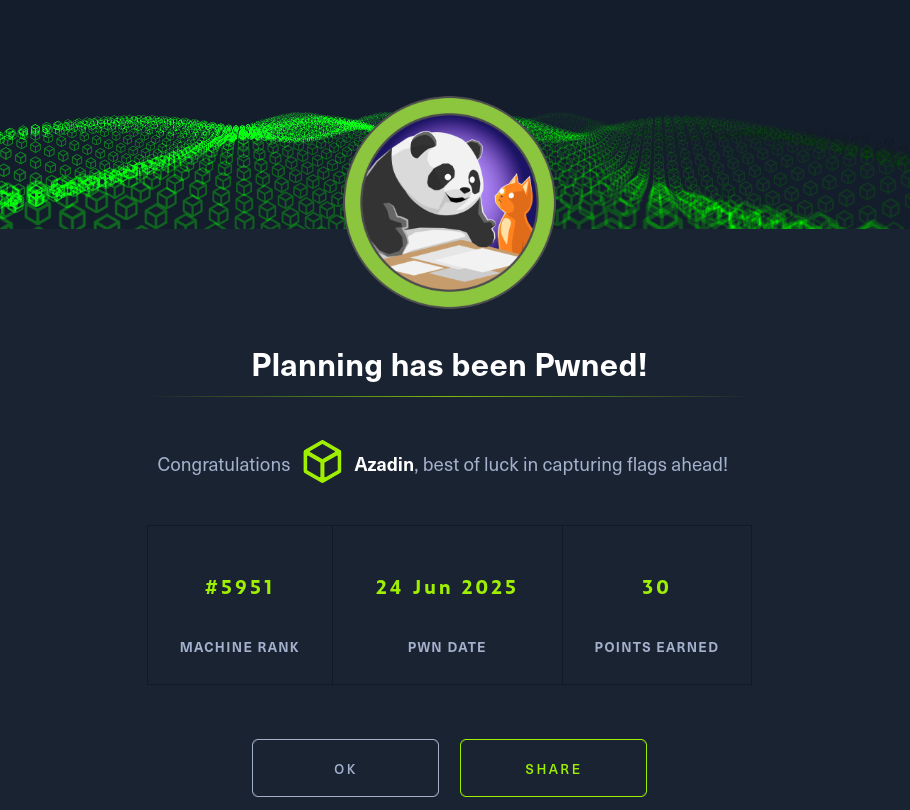 Planning has been Pwned!
Congratulations Azadin, best of luck in capturing flags ahead!
#5951 24 Jun 2025 30
MACHINE RANK PWN DATE POINTS EARNED
OK SHARE